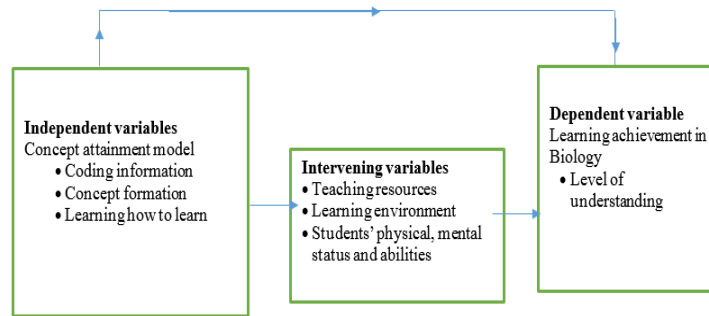 Independent variables
Concept attainment model
• Coding information
• Concept formation
• Learning how to learn
Intervening variables
• Teaching resources
• Learning environment
• Students' physical, mental
status and abilities
Dependent variable
Learning achievement in
Biology
• Level of
understanding